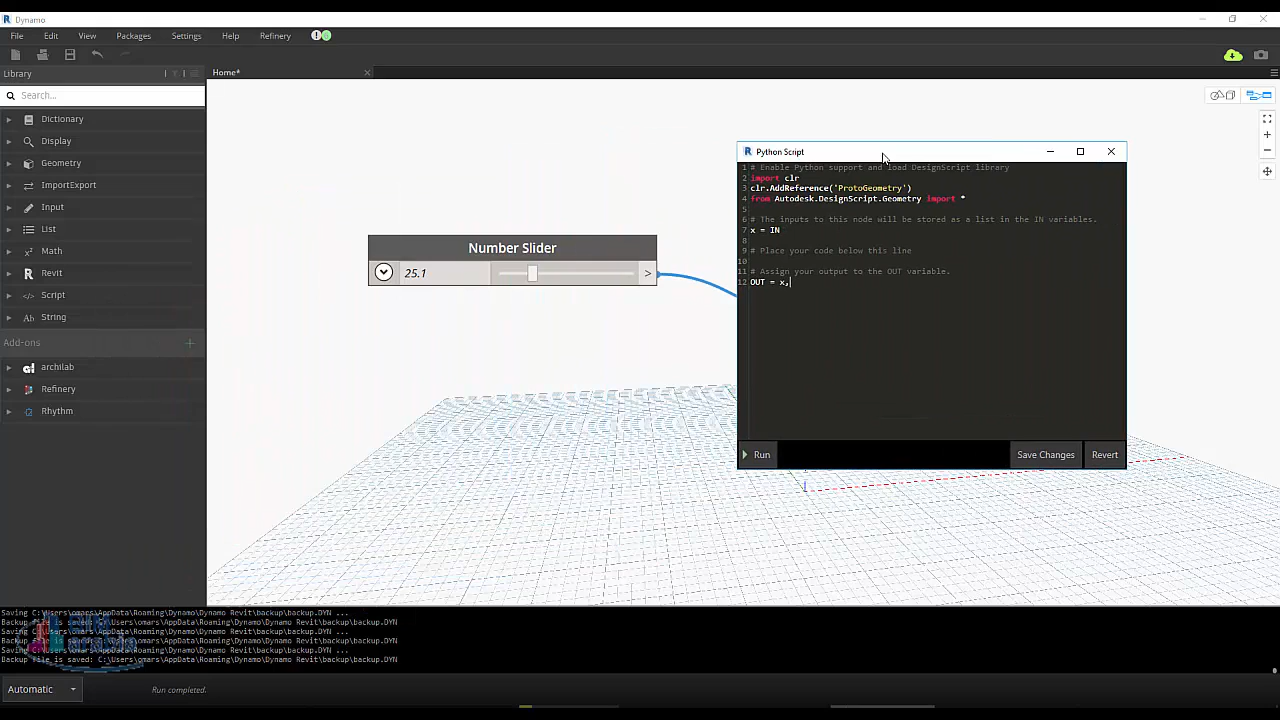 Dynamo
File Edit View Packages Settings Help Refinery
Library
Home*
Search...
Dictionary
Display
Geometry
ImportExport
Input
List
Math
Revit
Script
String
Add-ons
archilab
Refinery
Rhythm
Number Slider
25.1 >
Python Script
1 # Enable Python support and load DesignScript library
2 import clr
3 clr.AddReference('ProtoGeometry')
4 from Autodesk.DesignScript.Geometry import *
5
6 # The inputs to this node will be stored as a list in the IN variables.
7 x = IN
8
9 # Place your code below this line
10
11 # Assign your output to the OUT variable.
12 OUT = x,
Run Save Changes Revert
Saving C:\Users\omars\AppData\Roaming\Dynamo\Dynamo Revit\backup\backup.DYN ...
Backup file is saved: C:\Users\omars\AppData\Roaming\Dynamo\Dynamo Revit\backup\backup.DYN
Saving C:\Users\omars\AppData\Roaming\Dynamo\Dynamo Revit\backup\backup.DYN ...
Backup file is saved: C:\Users\omars\AppData\Roaming\Dynamo\Dynamo Revit\backup\backup.DYN
Saving C:\Users\omars\AppData\Roaming\Dynamo\Dynamo Revit\backup\backup.DYN ...
Backup file is saved: C:\Users\omars\AppData\Roaming\Dynamo\Dynamo Revit\backup\backup.DYN
Automatic Run completed.